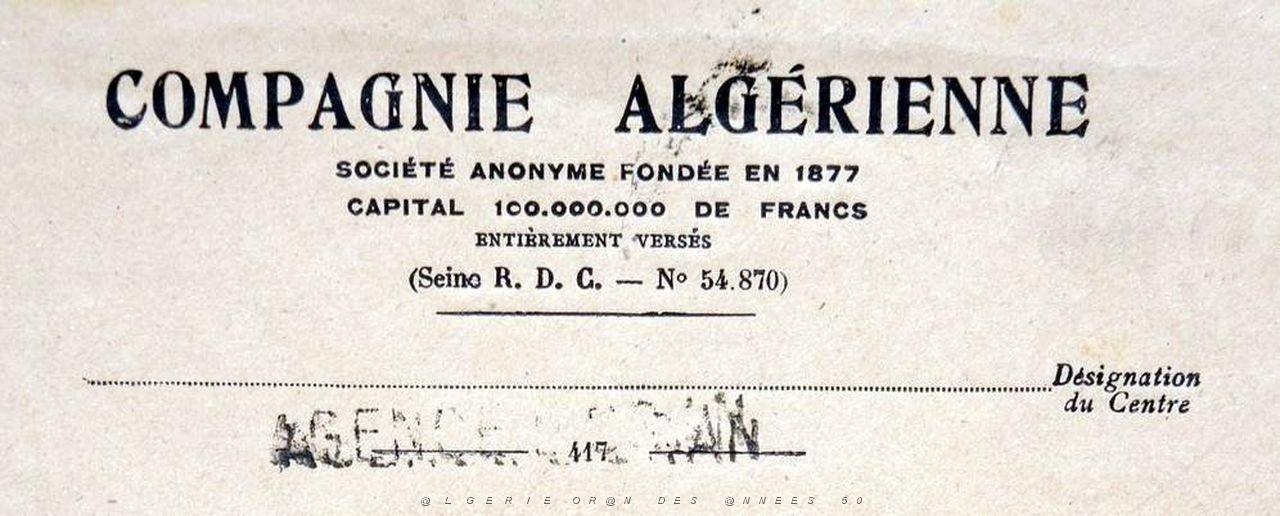 COMPAGNIE ALGÉRIENNE
SOCIÉTÉ ANONYME FONDÉE EN 1877
CAPITAL 100.000.000 DE FRANCS
ENTIÈREMENT VERSÉS
(Seine R. D. C. — Nº 54.870)
Désignation
du Centre
AGENCE
417
@LGERIE OR@N DES @NNEES 50